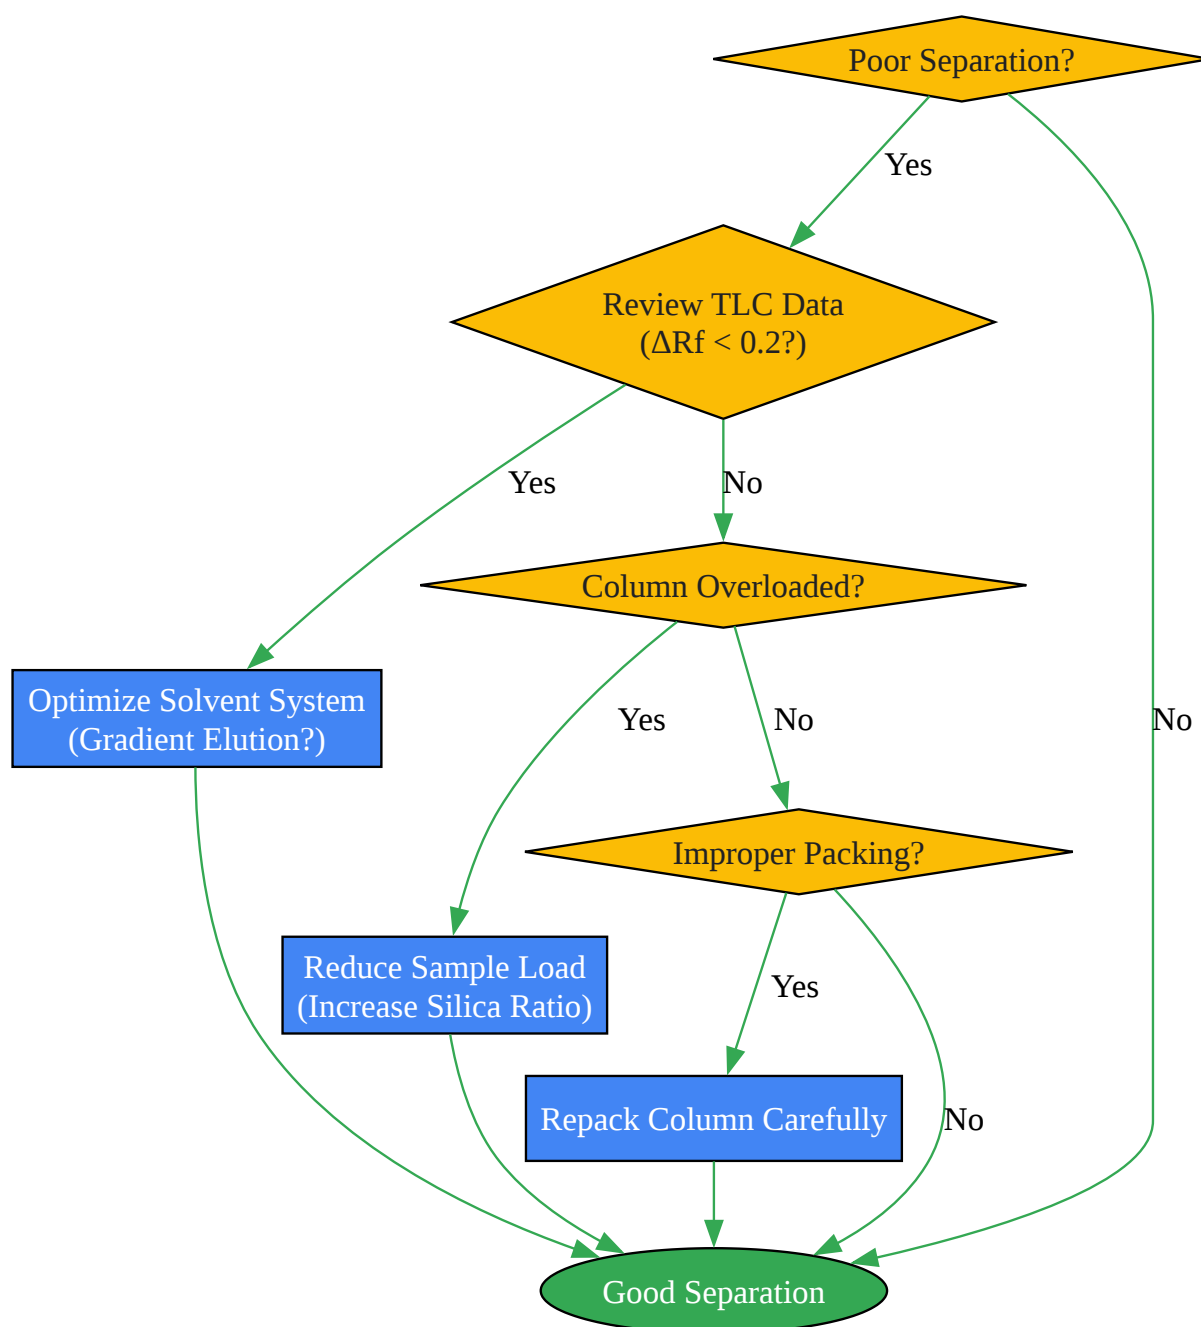 Poor Separation?
Yes
Review TLC Data
(ΔRf < 0.2?)
Yes
No
Column Overloaded?
Optimize Solvent System
(Gradient Elution?)
Yes
No
No
Improper Packing?
Reduce Sample Load
(Increase Silica Ratio)
Yes
Repack Column Carefully
No
Good Separation